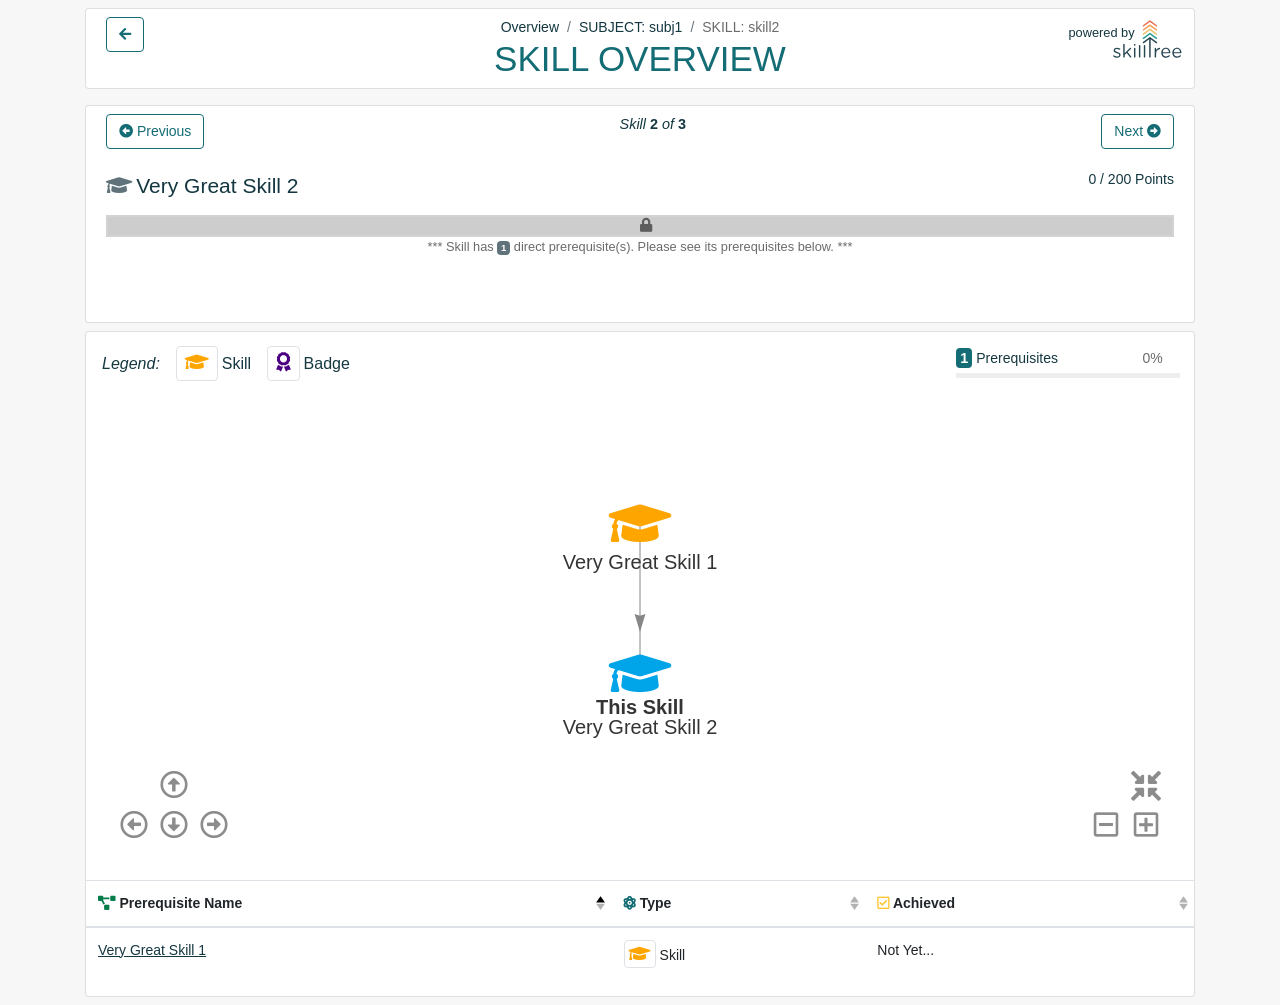 Overview / SUBJECT: subj1 / SKILL: skill2
SKILL OVERVIEW
powered by
skilltree
Previous
Skill 2 of 3
Next
Very Great Skill 2
0 / 200 Points
*** Skill has 1 direct prerequisite(s). Please see its prerequisites below. ***
Legend: Skill Badge
1 Prerequisites 0%
Very Great Skill 1
This Skill
Very Great Skill 2
Prerequisite Name Type Achieved
Very Great Skill 1 Skill Not Yet...